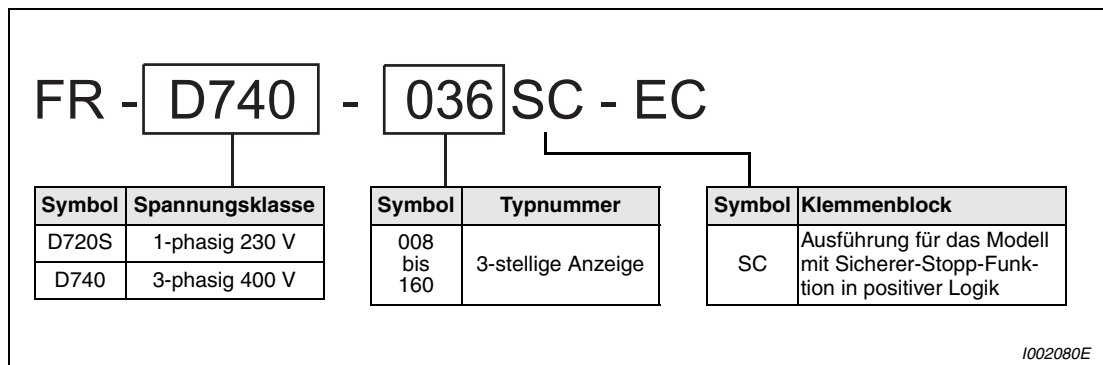 FR - D740 - 036 SC - EC
Symbol Spannungsklasse
D720S 1-phasig 230 V
D740 3-phasig 400 V
Symbol Typnummer
008
bis
160
3-stellige Anzeige
Symbol Klemmenblock
SC
Ausführung für das Modell
mit Sicherer-Stopp-Funk-
tion in positiver Logik
I002080E